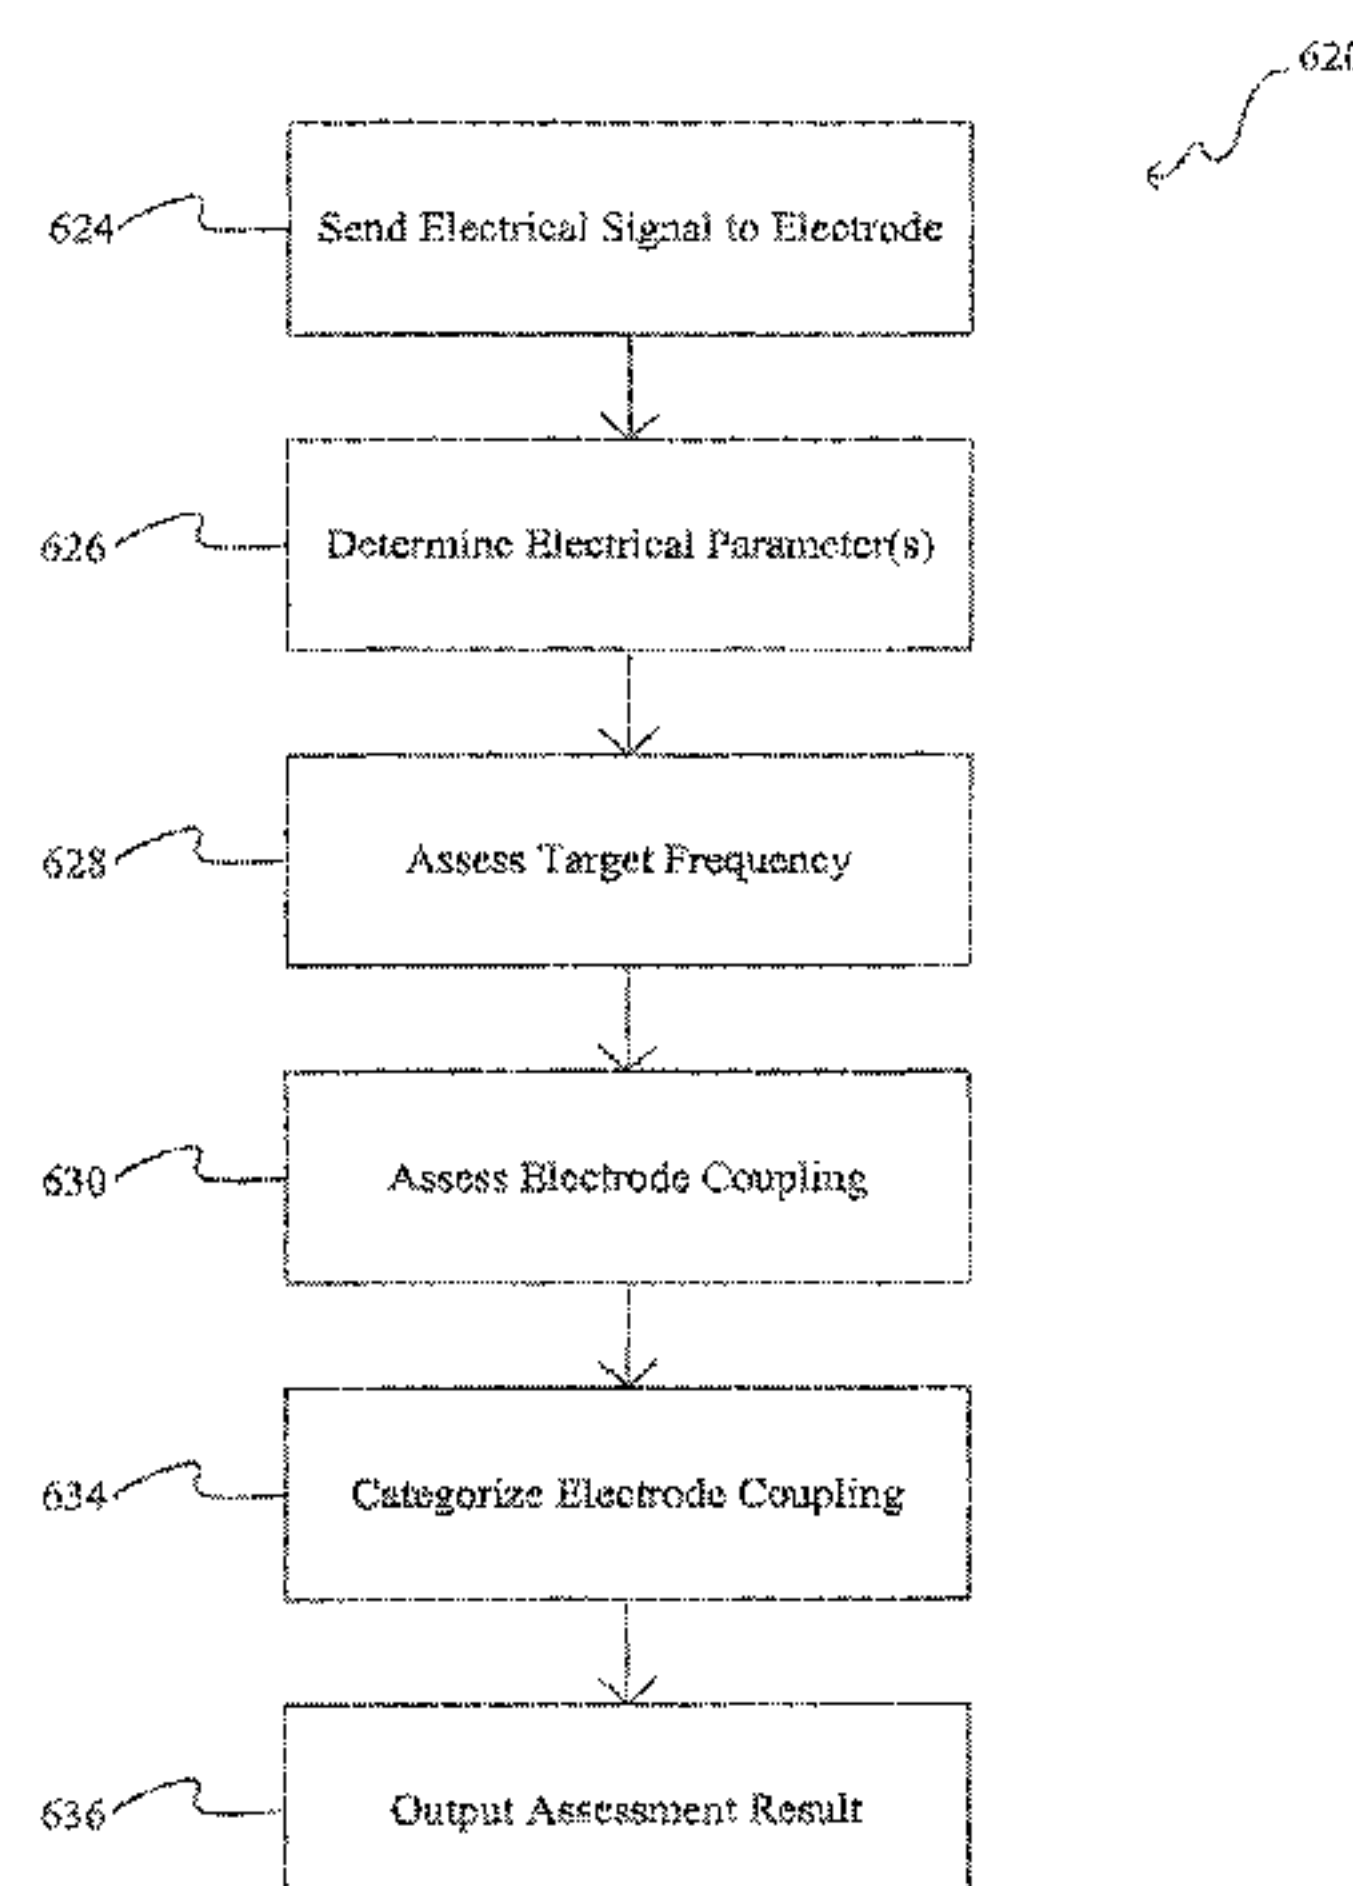 624 Send Electrical Signal to Electrode
626 Determine Electrical Parameter(s)
628 Assess Target Frequency
630 Assess Electrode Coupling
634 Categorize Electrode Coupling
636 Output Assessment Result